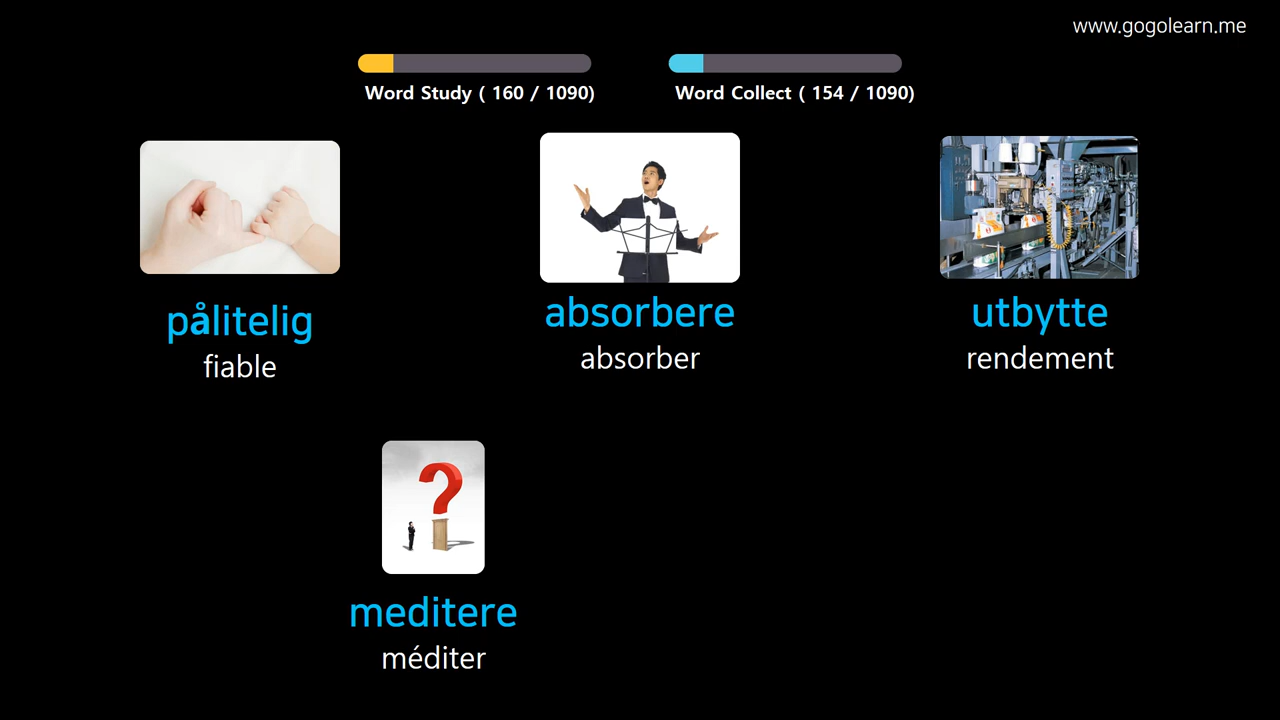 www.gogolearn.me
Word Study ( 160 / 1090)
Word Collect ( 154 / 1090)
pålitelig
fiable
absorbere
absorber
utbytte
rendement
meditere
méditer